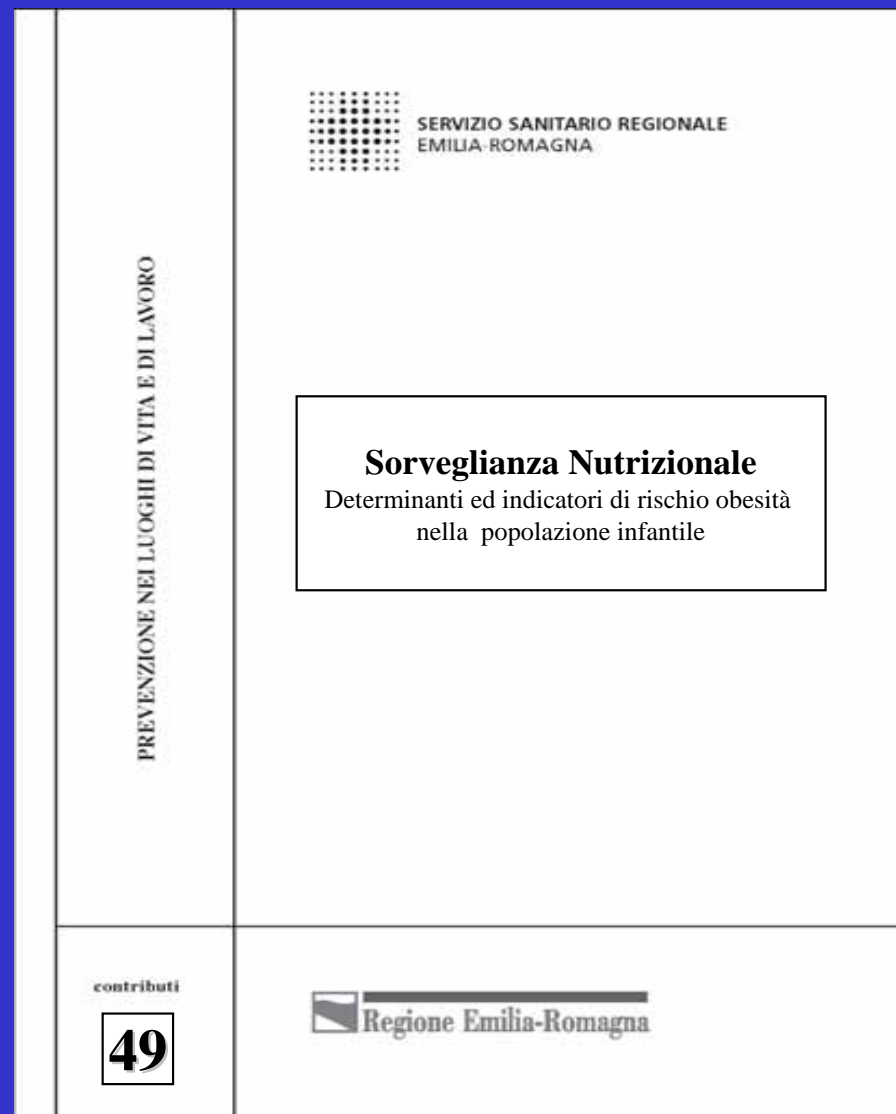 SERVIZIO SANITARIO REGIONALE
EMILIA-ROMAGNA
PREVENZIONE NEI LUOGHI DI VITA E DI LAVORO
Sorveglianza Nutrizionale
Determinanti ed indicatori di rischio obesità
nella popolazione infantile
contributi
49
Regione Emilia-Romagna